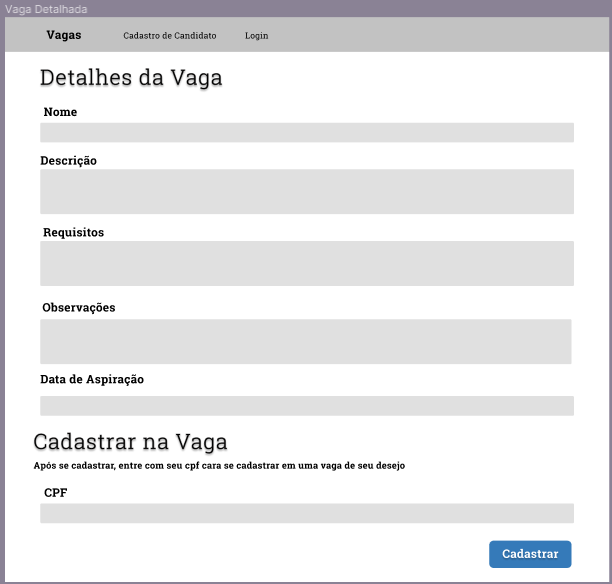 Vaga Detalhada
Vagas Cadastro de Candidato Login
Detalhes da Vaga
Nome
Descrição
Requisitos
Observações
Data de Aspiração
Cadastrar na Vaga
Após se cadastrar, entre com seu cpf cara se cadastrar em uma vaga de seu desejo
CPF
Cadastrar